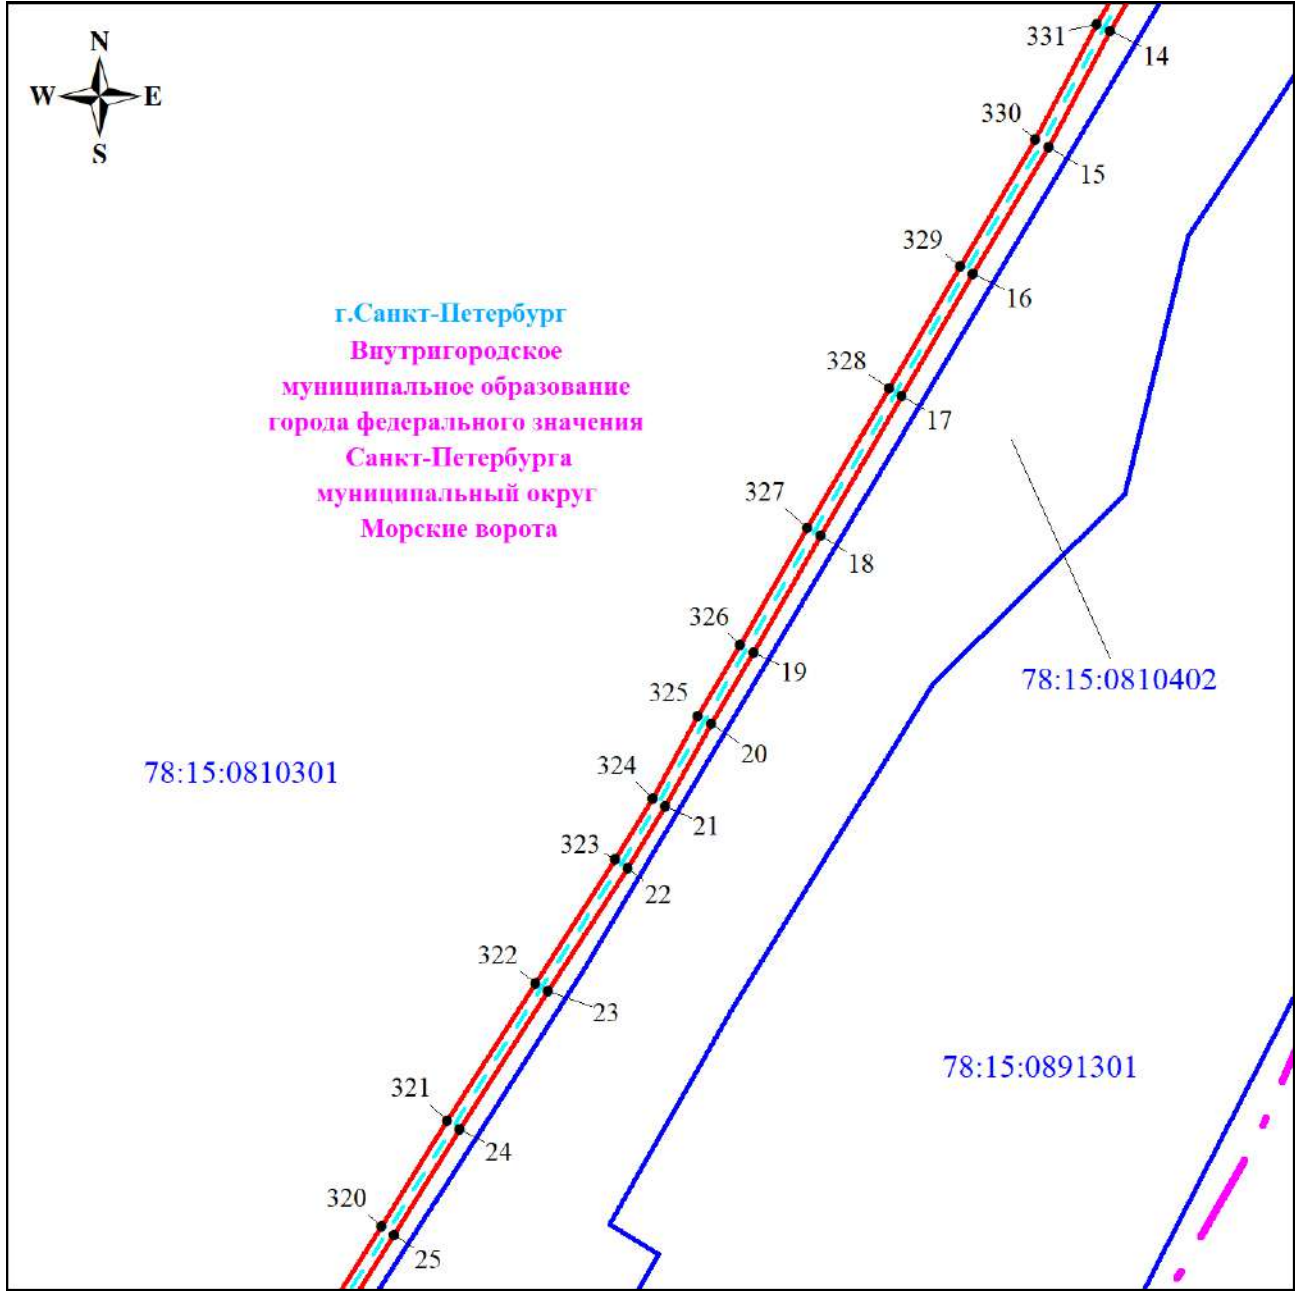 N
W E
S
331
14
330
15
329
16
г.Санкт-Петербург
Внутригородское
муниципальное образование
города федерального значения
Санкт-Петербурга
муниципальный округ
Морские ворота
328
17
327
18
326
19
78:15:0810402
325
20
324
78:15:0810301
21
323
22
322
23
78:15:0891301
321
24
320
25